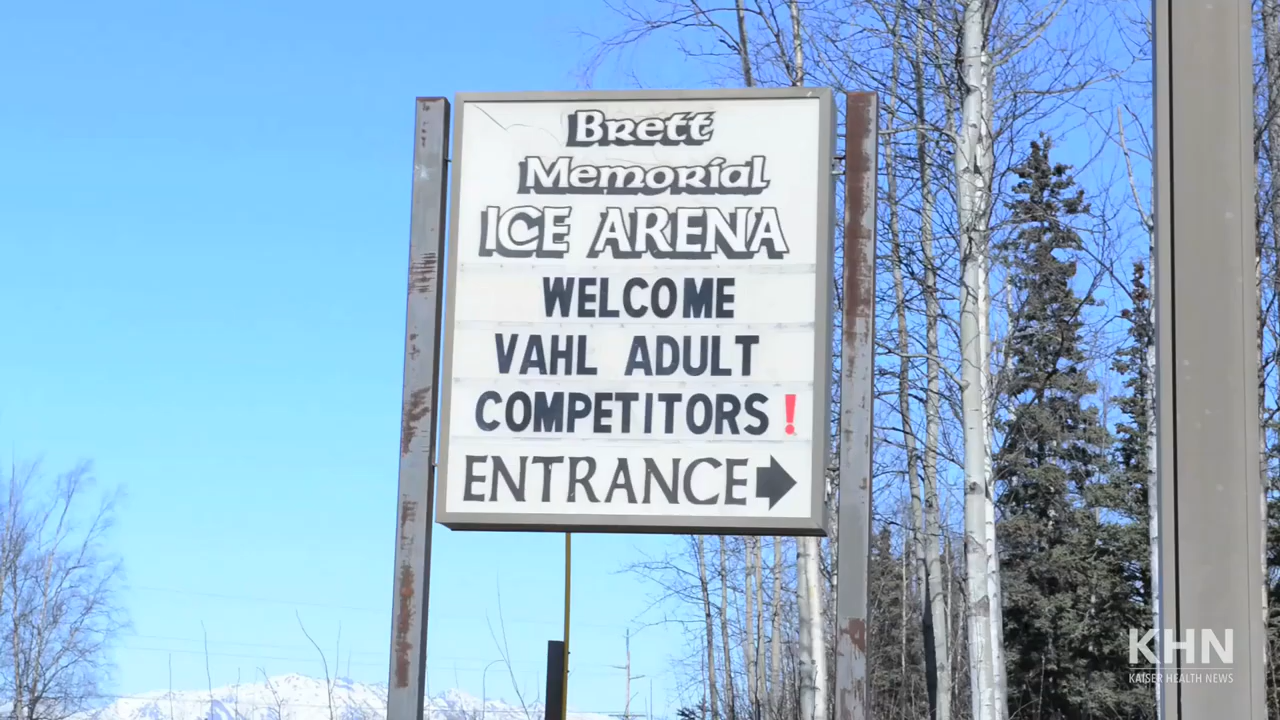 Brett
Memorial
ICE ARENA
WELCOME
VAHL ADULT
COMPETITORS!
ENTRANCE
KHN
KAISER HEALTH NEWS